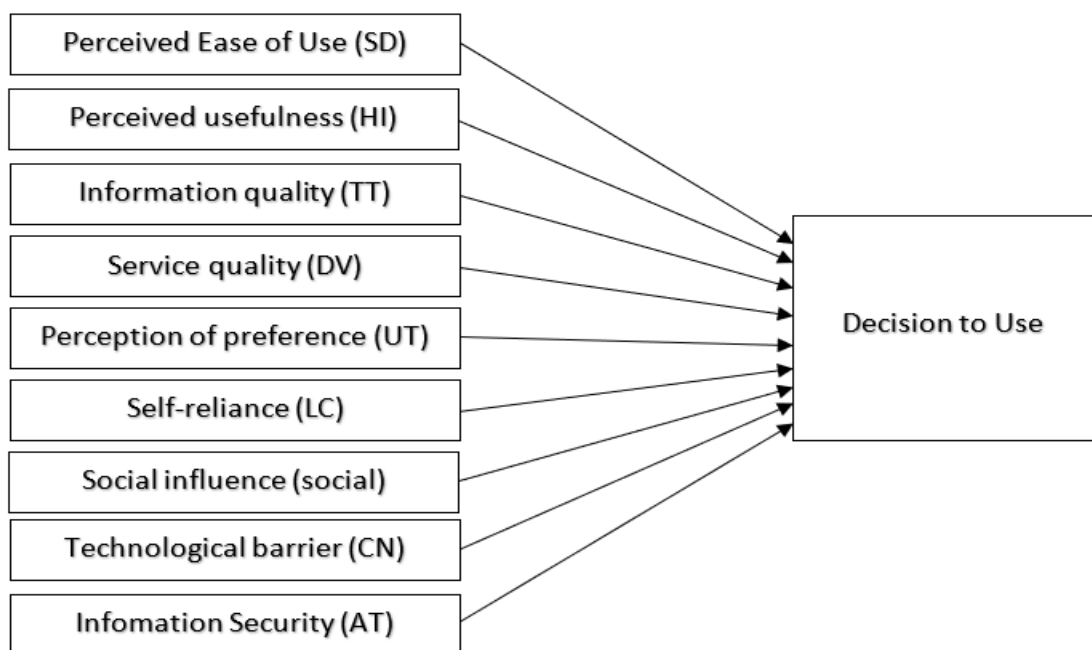 Perceived Ease of Use (SD)
Perceived usefulness (HI)
Information quality (TT)
Service quality (DV)
Perception of preference (UT)
Self-reliance (LC)
Social influence (social)
Technological barrier (CN)
Infomation Security (AT)
Decision to Use